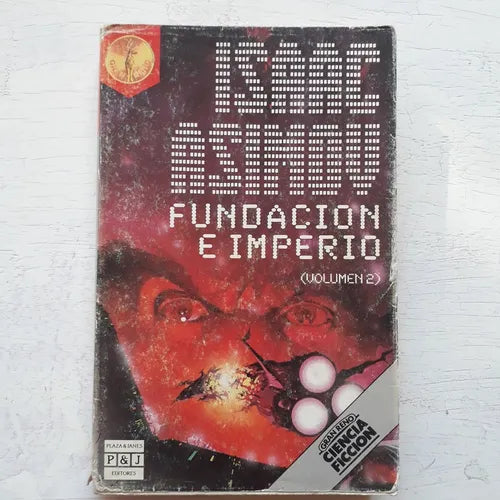 ISAAC
ASIMOV
FUNDACION
E IMPERIO
(VOLUMEN 2)
GRAN RENO
CIENCIA
FICCION
PLAZA & JANES
P&J
EDITORES